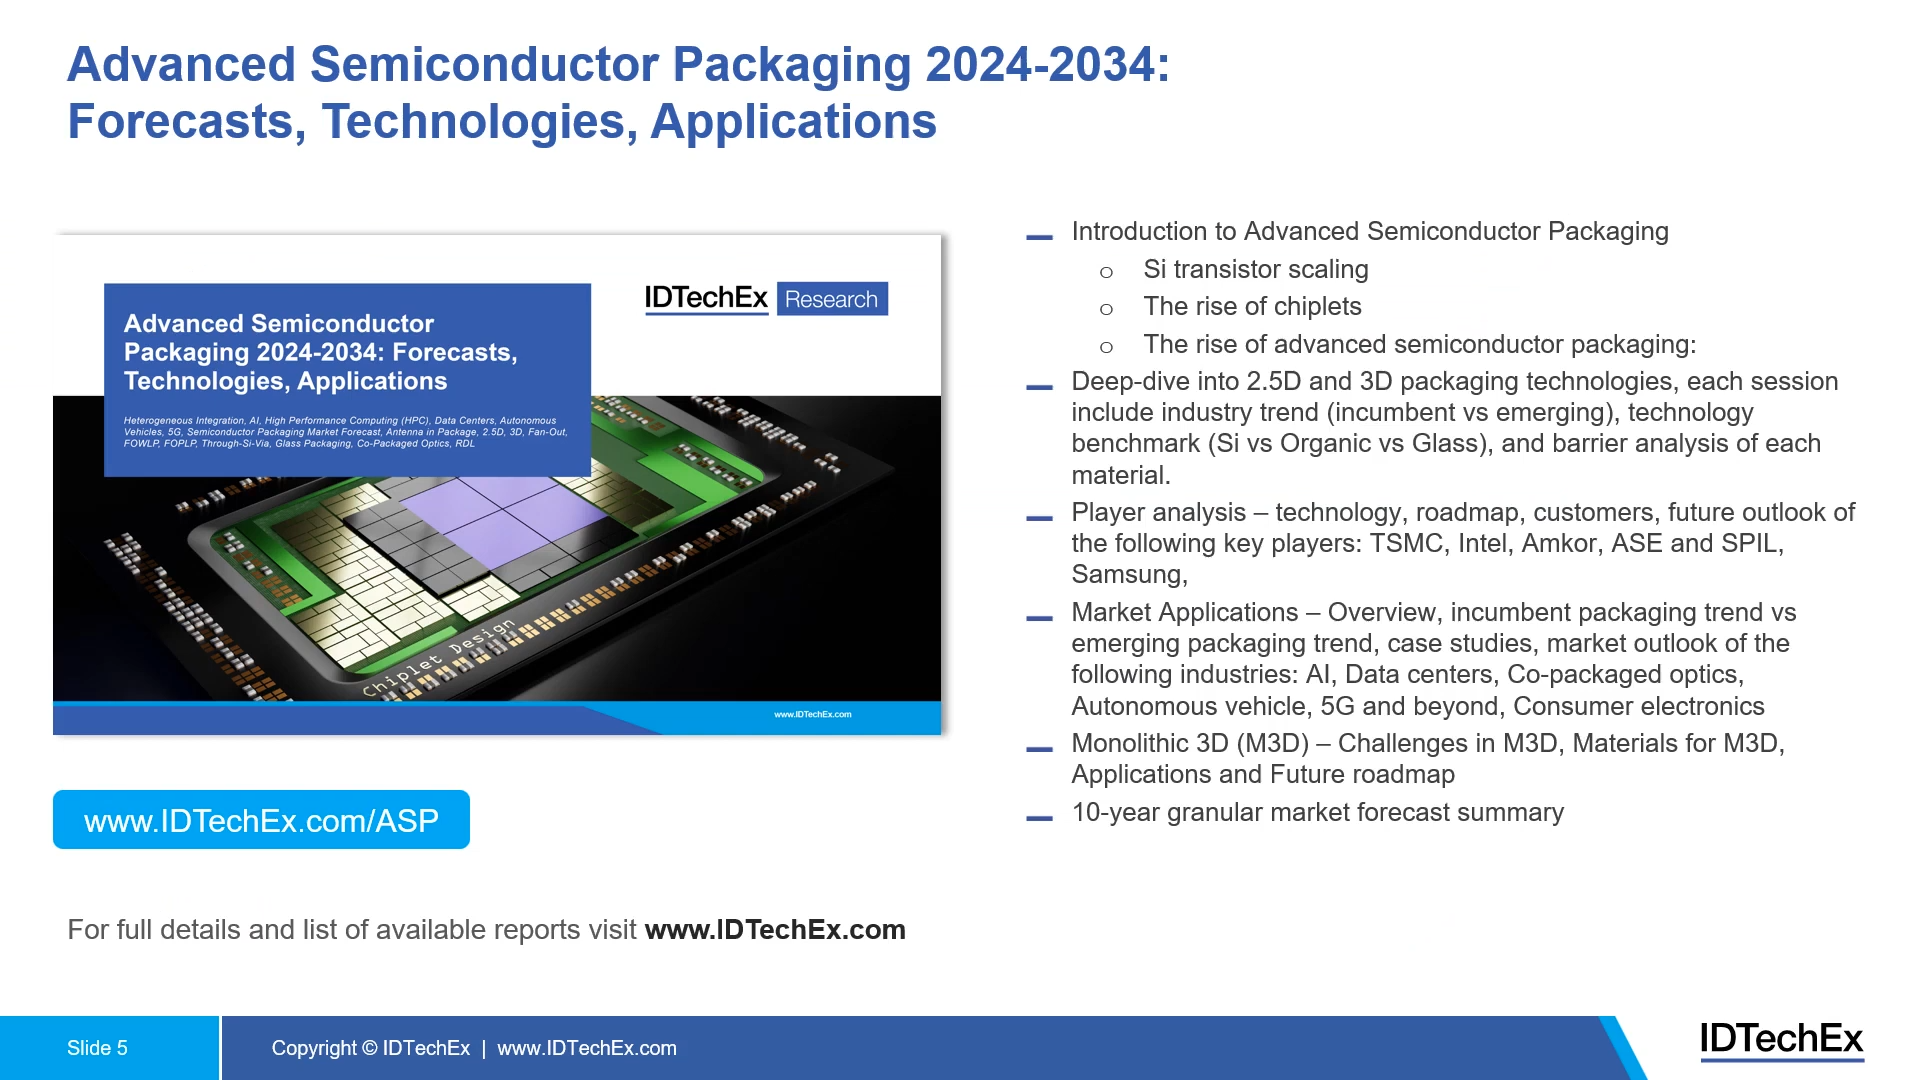 Advanced Semiconductor Packaging 2024-2034:
Forecasts, Technologies, Applications
IDTechEx Research
Advanced Semiconductor
Packaging 2024-2034: Forecasts,
Technologies, Applications
Heterogeneous Integration, AI, High Performance Computing (HPC), Data Centers, Autonomous
Vehicles, 5G, Semiconductor Packaging Market Forecast, Antenna in Package, 2.5D, 3D, Fan-Out,
FOWLP, FOPLP, Through-Si-Via, Glass Packaging, Co-Packaged Optics, RDL
Chiplet Design
www.IDTechEx.com
www.IDTechEx.com/ASP
For full details and list of available reports visit www.IDTechEx.com
Introduction to Advanced Semiconductor Packaging
o Si transistor scaling
o The rise of chiplets
o The rise of advanced semiconductor packaging:
Deep-dive into 2.5D and 3D packaging technologies, each session
include industry trend (incumbent vs emerging), technology
benchmark (Si vs Organic vs Glass), and barrier analysis of each
material.
Player analysis – technology, roadmap, customers, future outlook of
the following key players: TSMC, Intel, Amkor, ASE and SPIL,
Samsung,
Market Applications – Overview, incumbent packaging trend vs
emerging packaging trend, case studies, market outlook of the
following industries: AI, Data centers, Co-packaged optics,
Autonomous vehicle, 5G and beyond, Consumer electronics
Monolithic 3D (M3D) – Challenges in M3D, Materials for M3D,
Applications and Future roadmap
10-year granular market forecast summary
Slide 5
Copyright © IDTechEx | www.IDTechEx.com
IDTechEx